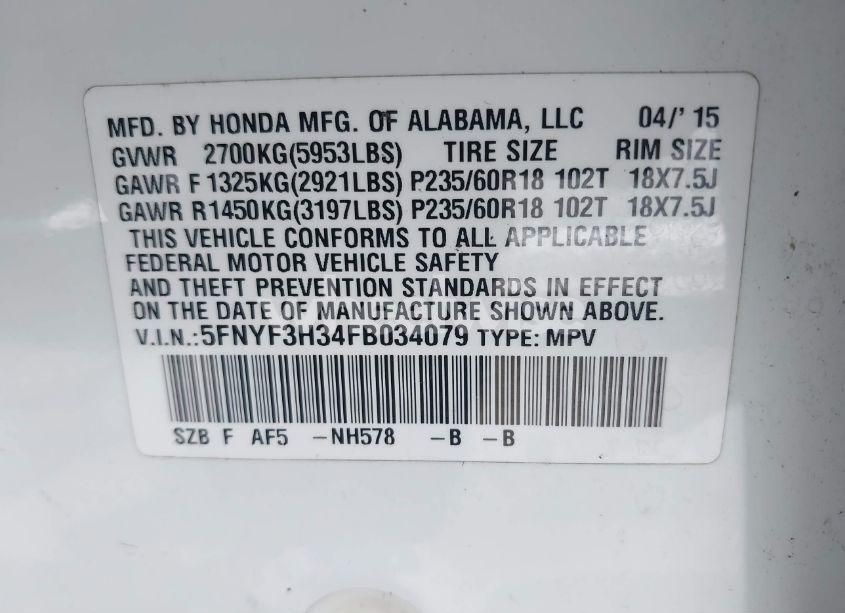 MFD. BY HONDA MFG. OF ALABAMA, LLC 04/' 15
GVWR 2700KG(5953LBS) TIRE SIZE RIM SIZE
GAWR F 1325KG(2921LBS) P235/60R18 102T 18X7.5J
GAWR R 1450KG(3197LBS) P235/60R18 102T 18X7.5J
THIS VEHICLE CONFORMS TO ALL APPLICABLE
FEDERAL MOTOR VEHICLE SAFETY
AND THEFT PREVENTION STANDARDS IN EFFECT
ON THE DATE OF MANUFACTURE SHOWN ABOVE.
V.I.N.:5FNYF3H34FB034079 TYPE: MPV
SZB F AF5 -NH578 -B -B